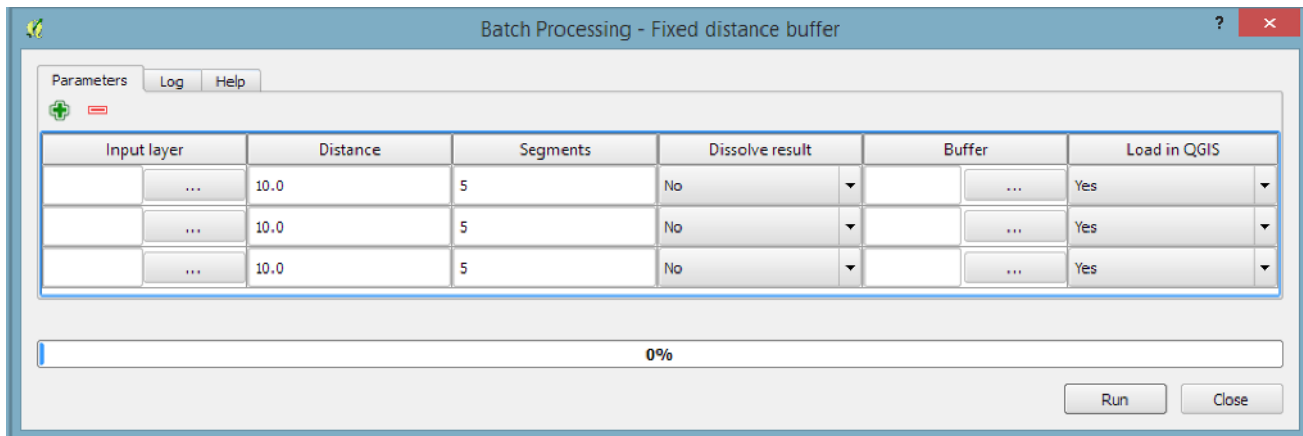 Batch Processing - Fixed distance buffer ?
Parameters Log Help
Input layer Distance Segments Dissolve result Buffer Load in QGIS
... 10.0 5 No ... Yes
... 10.0 5 No ... Yes
... 10.0 5 No ... Yes
0%
Run Close